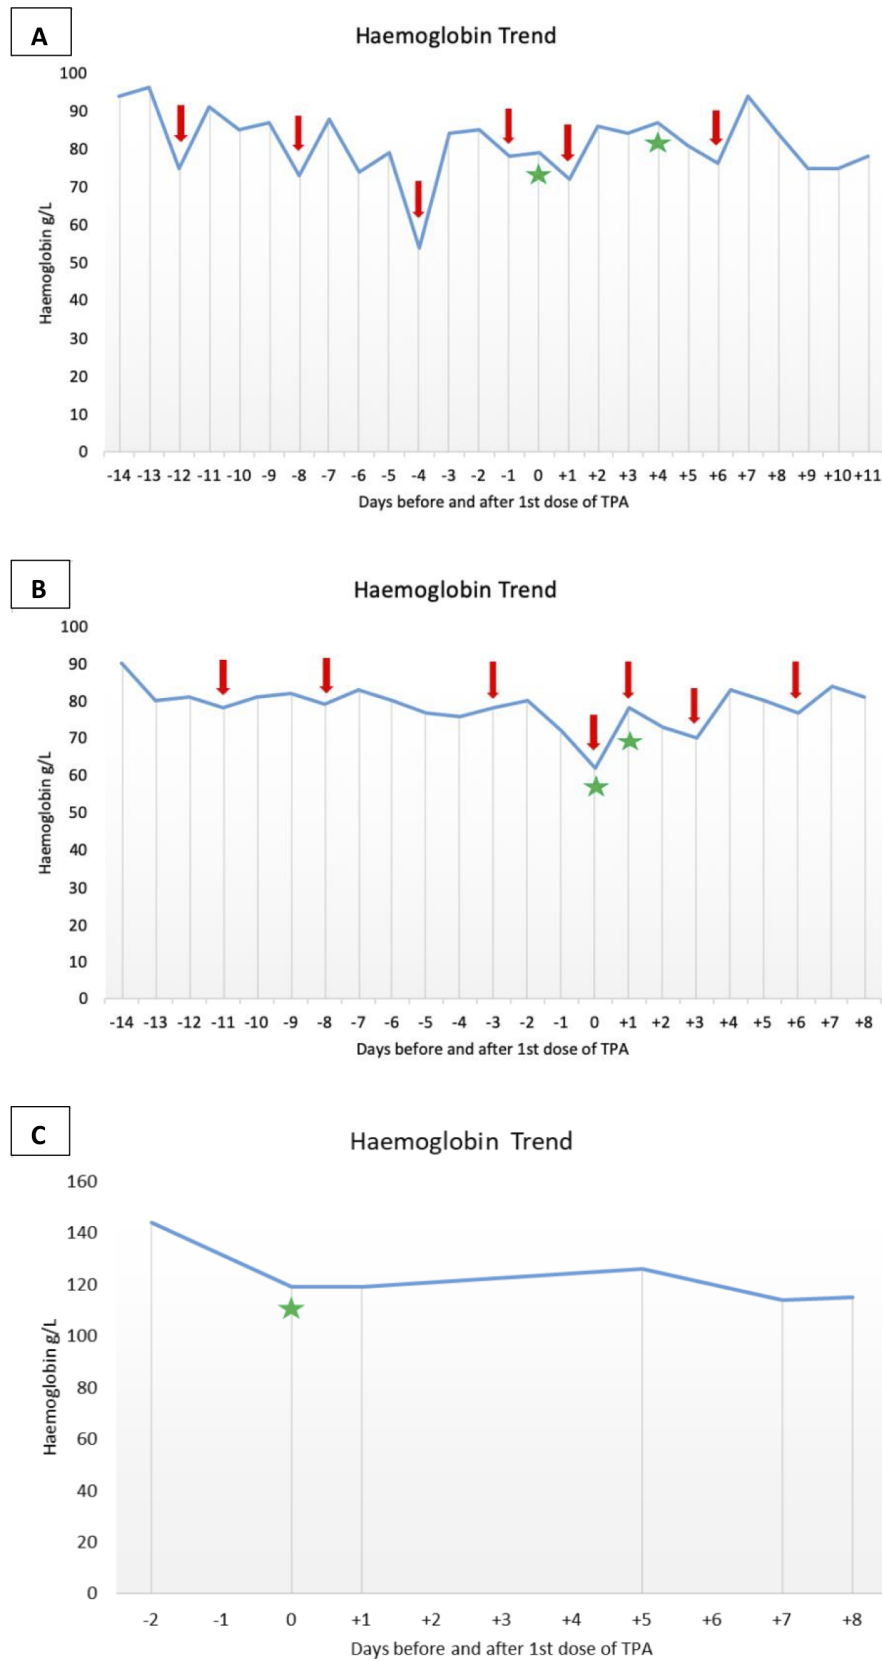 A
Haemoglobin Trend
100
90
80
70
60
50
40
30
20
10
0
Haemoglobin g/L
-14 -13 -12 -11 -10 -9 -8 -7 -6 -5 -4 -3 -2 -1 0 +1 +2 +3 +4 +5 +6 +7 +8 +9 +10 +11
Days before and after 1st dose of TPA
B
Haemoglobin Trend
100
90
80
70
60
50
40
30
20
10
0
Haemoglobin g/L
-14 -13 -12 -11 -10 -9 -8 -7 -6 -5 -4 -3 -2 -1 0 +1 +2 +3 +4 +5 +6 +7 +8
Days before and after 1st dose of TPA
C
Haemoglobin Trend
160
140
120
100
80
60
40
20
0
Haemoglobin g/L
-2 -1 0 +1 +2 +3 +4 +5 +6 +7 +8
Days before and after 1st dose of TPA